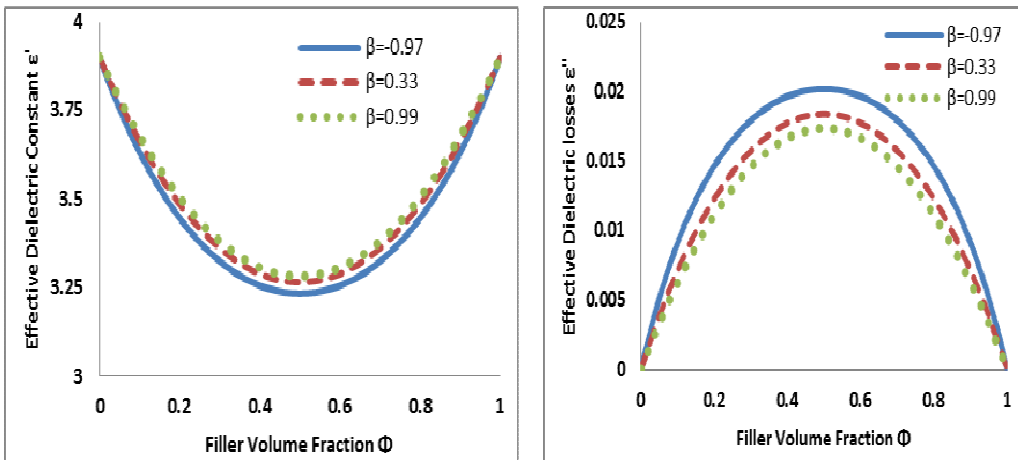 Effective Dielectric Constant ε'
4
3.75
3.5
3.25
3
β=-0.97
β=0.33
β=0.99
0 0.2 0.4 0.6 0.8 1
Filler Volume Fraction Φ
Effective Dielectric losses ε"
0.025
0.02
0.015
0.01
0.005
0
β=-0.97
β=0.33
β=0.99
0 0.2 0.4 0.6 0.8 1
Filler Volume Fraction Φ